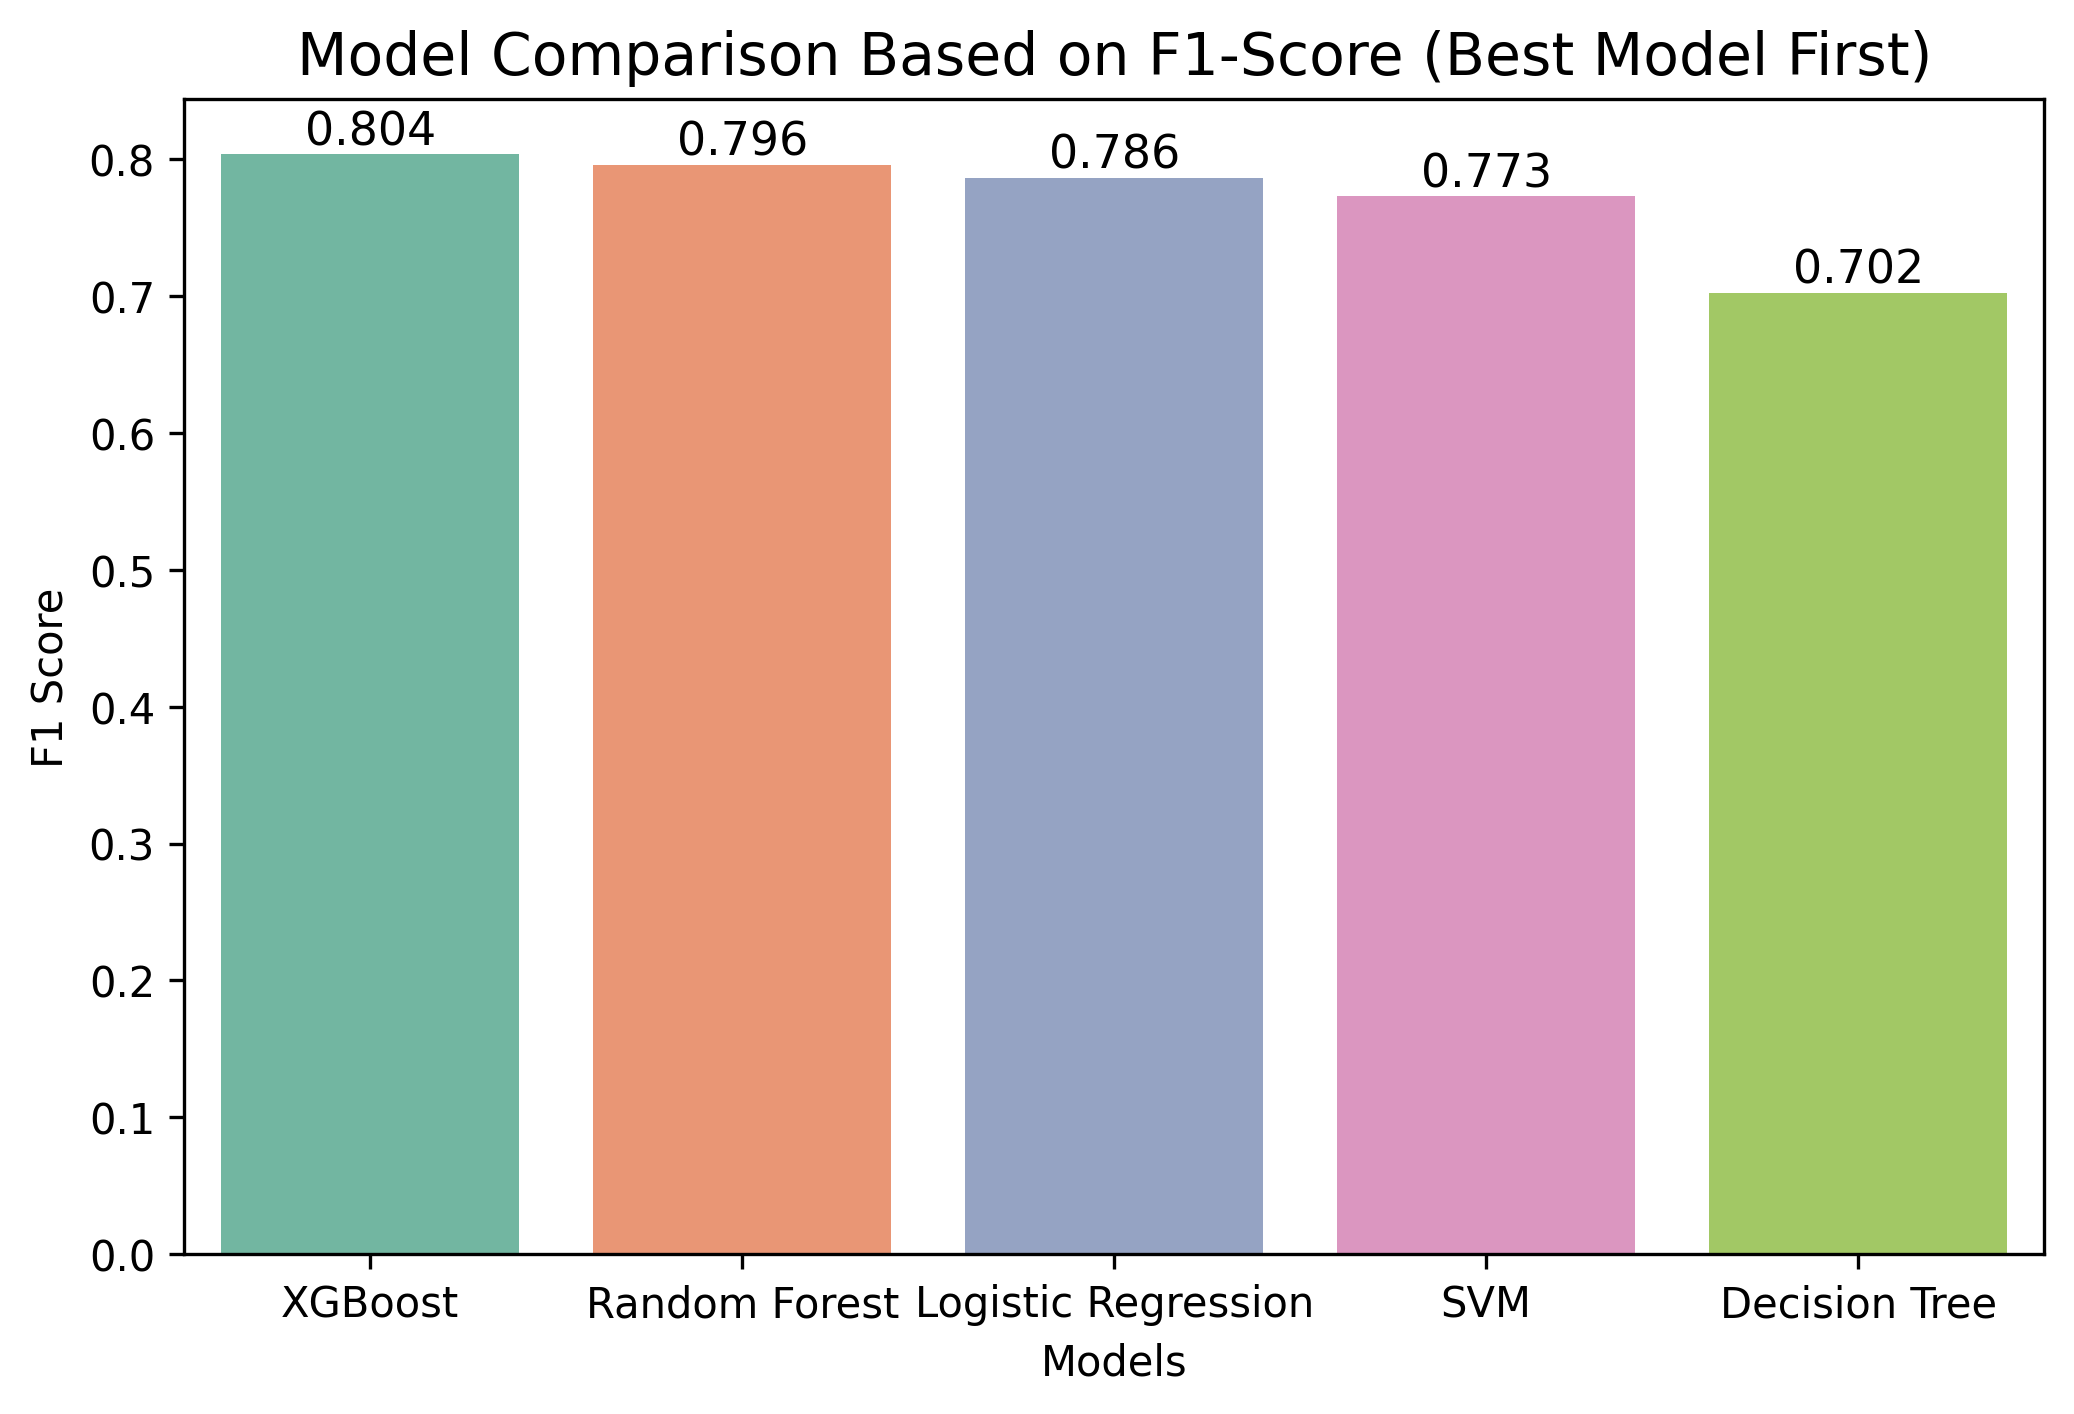 Model Comparison Based on F1-Score (Best Model First)
0.804
0.796
0.786
0.773
0.702
0.8
0.7
0.6
0.5
0.4
0.3
0.2
0.1
0.0
F1 Score
XGBoost
Random Forest
Logistic Regression
SVM
Decision Tree
Models